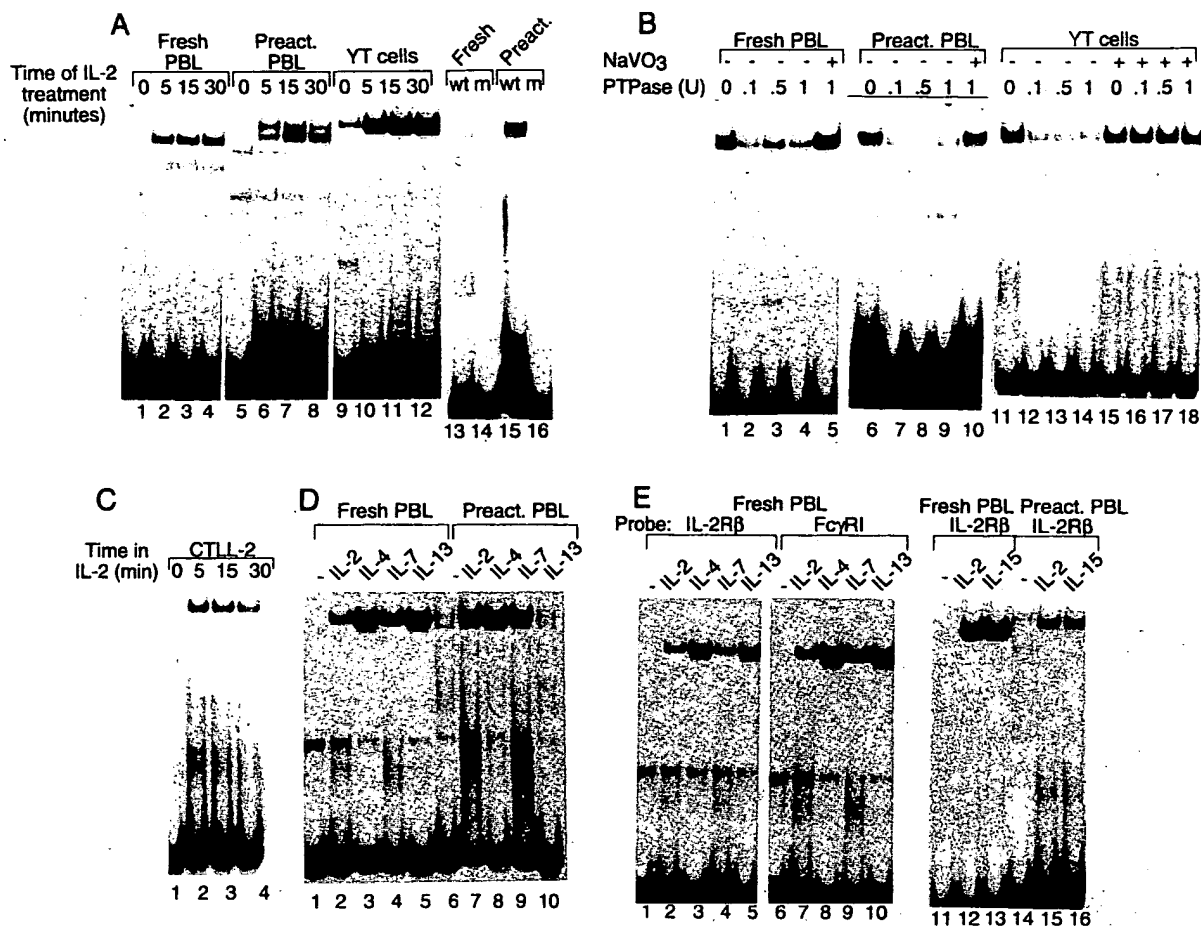 A
Fresh PBL
Preact. PBL
YT cells
Fresh
Preact.
Time of IL-2 treatment (minutes)
0 5 15 30
0 5 15 30
0 5 15 30
wt m
wt m
1 2 3 4
5 6 7 8
9 10 11 12
13 14 15 16
B
Fresh PBL
Preact. PBL
YT cells
NaVO3
- - - - +
- - - - +
- - - - + + + +
PTPase (U)
0 .1 .5 1 1
0 .1 .5 1 1
0 .1 .5 1 0 .1 .5 1
1 2 3 4 5
6 7 8 9 10
11 12 13 14 15 16 17 18
C
Time in IL-2 (min)
CTLL-2
0 5 15 30
1 2 3 4
D
Fresh PBL
Preact. PBL
- IL-2 IL-4 IL-7 IL-13
- IL-2 IL-4 IL-7 IL-13
1 2 3 4 5 6 7 8 9 10
E
Fresh PBL
Probe: IL-2Rβ
FcγRI
- IL-2 IL-4 IL-7 IL-13
- IL-2 IL-4 IL-7 IL-13
1 2 3 4 5
6 7 8 9 10
Fresh PBL
IL-2Rβ
Preact. PBL
IL-2Rβ
- IL-2 IL-15
- IL-2 IL-15
11 12 13 14 15 16